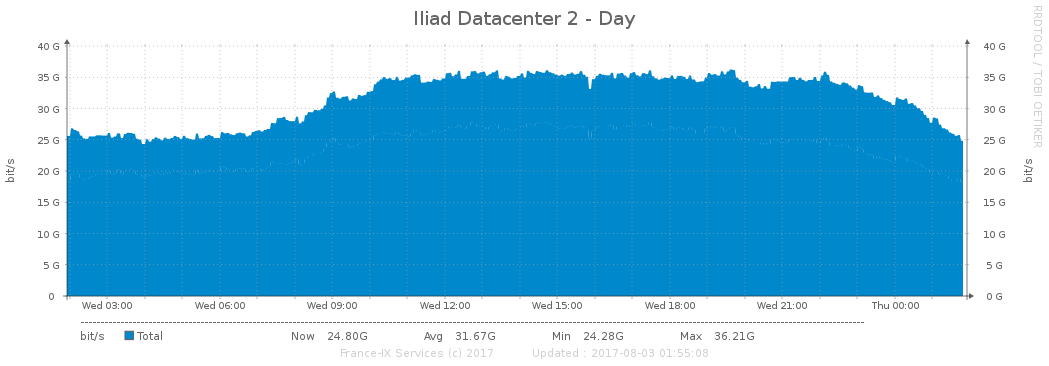 Iliad Datacenter 2 - Day
RRDTOOL / TOBI OETIKER
40 G 40 G
35 G 35 G
30 G 30 G
25 G 25 G
20 G 20 G
15 G 15 G
10 G 10 G
5 G 5 G
0 0 G
bit/s bit/s
Wed 03:00 Wed 06:00 Wed 09:00 Wed 12:00 Wed 15:00 Wed 18:00 Wed 21:00 Thu 00:00
bit/s Total Now 24.80G Avg 31.67G Min 24.28G Max 36.21G
France-IX Services (c) 2017 Updated : 2017-08-03 01:55:08